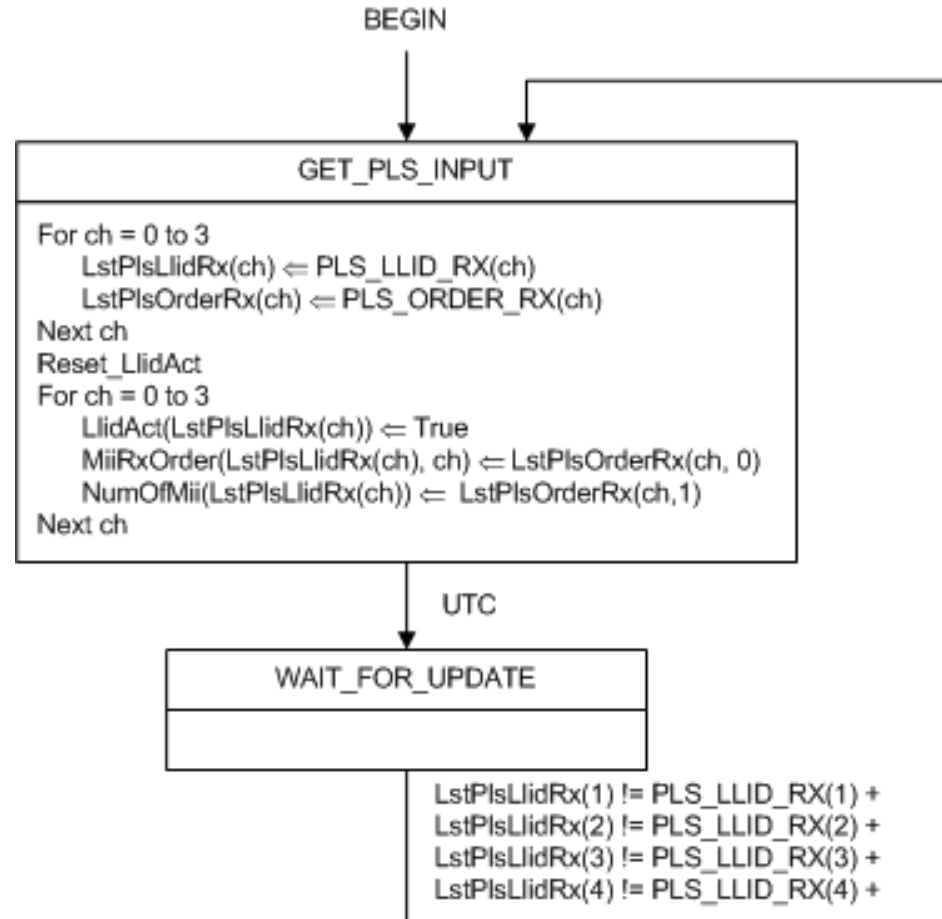 BEGIN
GET_PLS_INPUT
For ch = 0 to 3
LstPlsLlidRx(ch) ⇐ PLS_LLID_RX(ch)
LstPlsOrderRx(ch) ⇐ PLS_ORDER_RX(ch)
Next ch
Reset_LlidAct
For ch = 0 to 3
LlidAct(LstPlsLlidRx(ch)) ⇐ True
MiiRxOrder(LstPlsLlidRx(ch), ch) ⇐ LstPlsOrderRx(ch, 0)
NumOfMii(LstPlsLlidRx(ch)) ⇐ LstPlsOrderRx(ch,1)
Next ch
UTC
WAIT_FOR_UPDATE
LstPlsLlidRx(1) != PLS_LLID_RX(1) +
LstPlsLlidRx(2) != PLS_LLID_RX(2) +
LstPlsLlidRx(3) != PLS_LLID_RX(3) +
LstPlsLlidRx(4) != PLS_LLID_RX(4) +